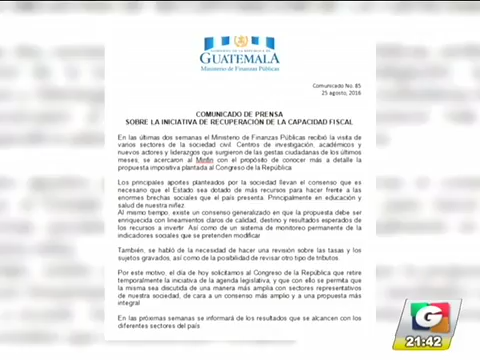 GOBIERNO DE LA REPÚBLICA DE
GUATEMALA
Ministerio de Finanzas Públicas
Comunicado No. 85
25 agosto, 2016
COMUNICADO DE PRENSA
SOBRE LA INICIATIVA DE RECUPERACIÓN DE LA CAPACIDAD FISCAL
En las últimas dos semanas el Ministerio de Finanzas Públicas recibió la visita de
varios sectores de la sociedad civil. Centros de investigación, académicos y
nuevos actores y liderazgos que surgieron de las gestas ciudadanas de los últimos
meses, se acercaron al Minfin con el propósito de conocer más a detalle la
propuesta impositiva plantada al Congreso de la República
Los principales aportes planteados por la sociedad llevan el consenso que es
necesario que el Estado sea dotado de más recursos para hacer frente a las
enormes brechas sociales que el país presenta. Principalmente en educación y
salud de nuestra niñez.
Al mismo tiempo, existe un consenso generalizado en que la propuesta debe ser
enriquecida con lineamientos claros de calidad, destino y resultados esperados de
los recursos a invertir. Así como de un sistema de monitoreo permanente de la
indicadores sociales que se pretenden modificar
También, se habló de la necesidad de hacer una revisión sobre las tasas y los
sujetos gravados, así como de la posibilidad de revisar otro tipo de tributos
Por este motivo, el día de hoy solicitamos al Congreso de la República que retire
temporalmente la iniciativa de la agenda legislativa, y que con ello se permita que
la misma sea discutida de una manera más amplia con sectores representativos
de nuestra sociedad, de cara a un consenso más amplio y a una propuesta más
integral
En las próximas semanas se informará de los resultados que se alcancen con los
diferentes sectores del país
G
21:42